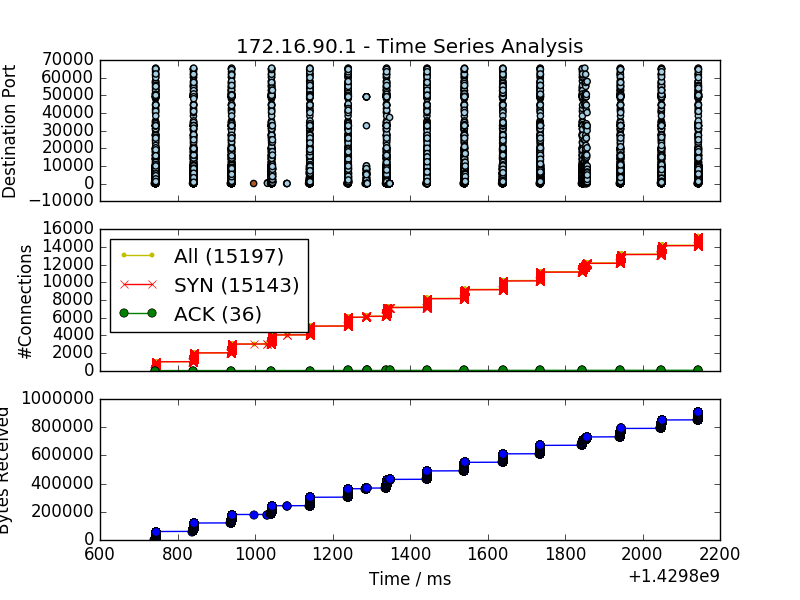 172.16.90.1 - Time Series Analysis
70000
60000
50000
40000
30000
20000
10000
0
−10000
Destination Port
16000
14000
12000
10000
8000
6000
4000
2000
0
#Connections
All (15197)
SYN (15143)
ACK (36)
1000000
800000
600000
400000
200000
0
Bytes Received
600 800 1000 1200 1400 1600 1800 2000 2200
Time / ms
+1.4298e9